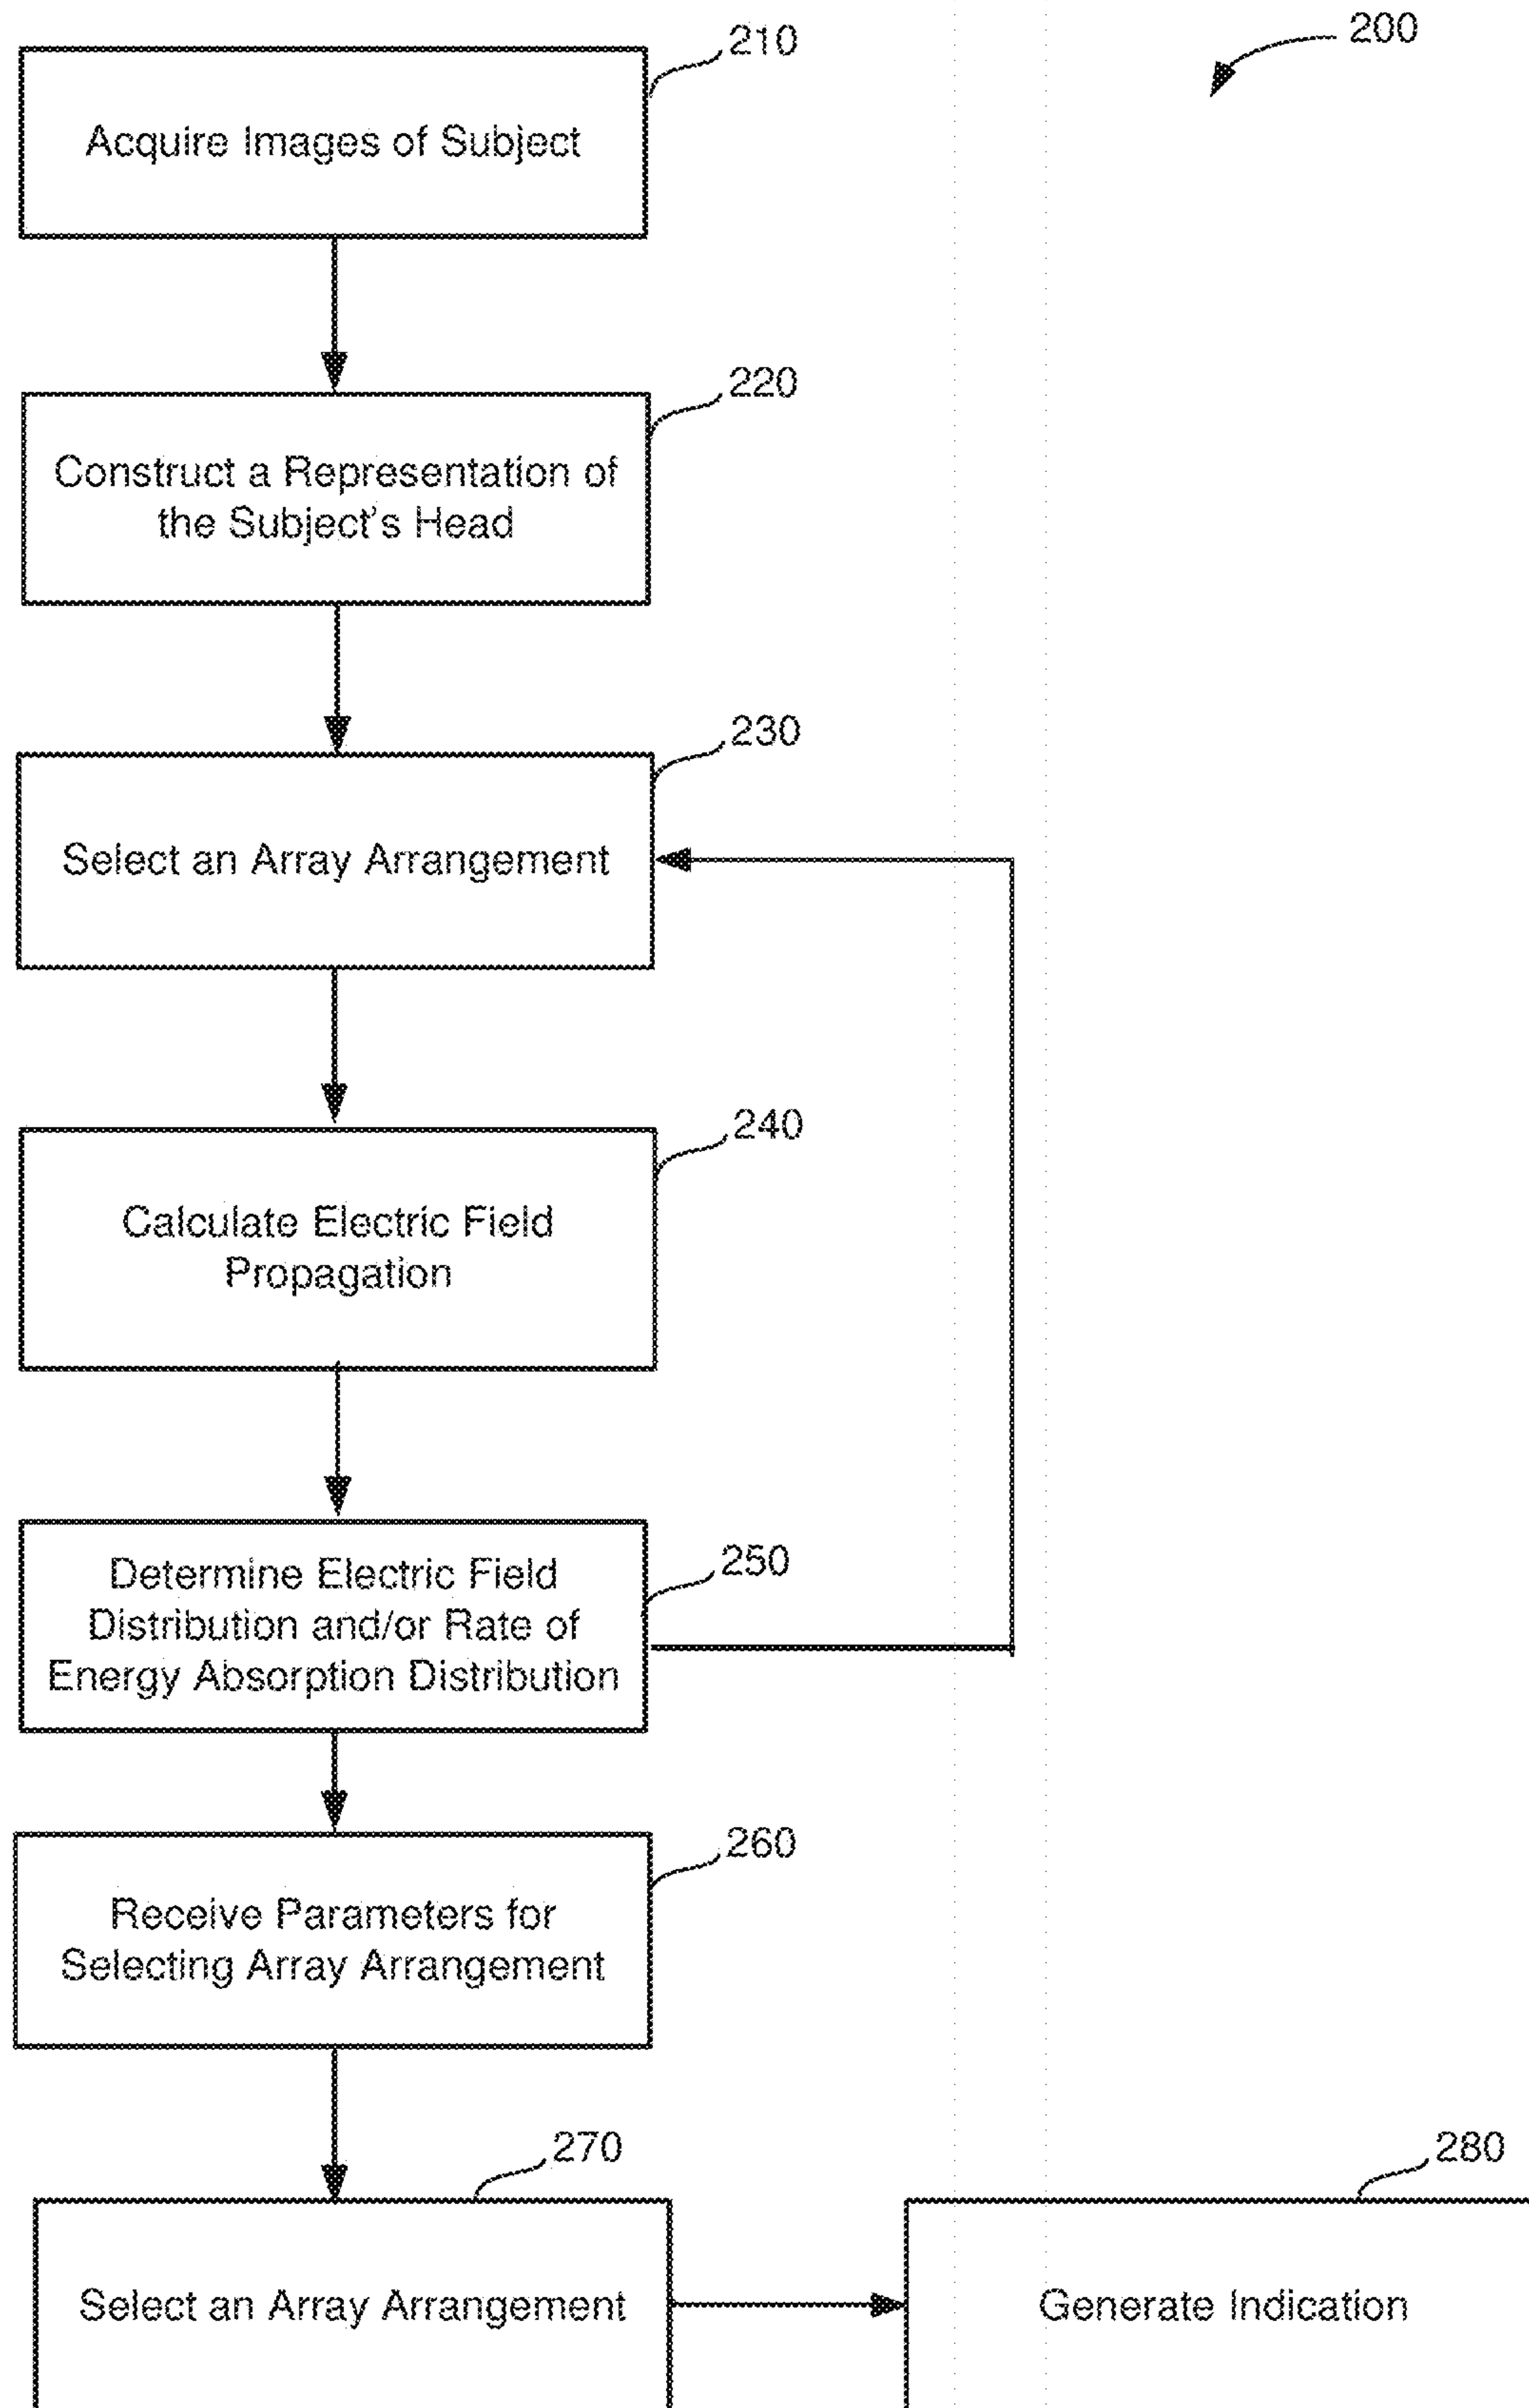 200
210
Acquire Images of Subject
220
Construct a Representation of
the Subject's Head
230
Select an Array Arrangement
240
Calculate Electric Field
Propagation
250
Determine Electric Field
Distribution and/or Rate of
Energy Absorption Distribution
260
Receive Parameters for
Selecting Array Arrangement
270
Select an Array Arrangement
280
Generate Indication